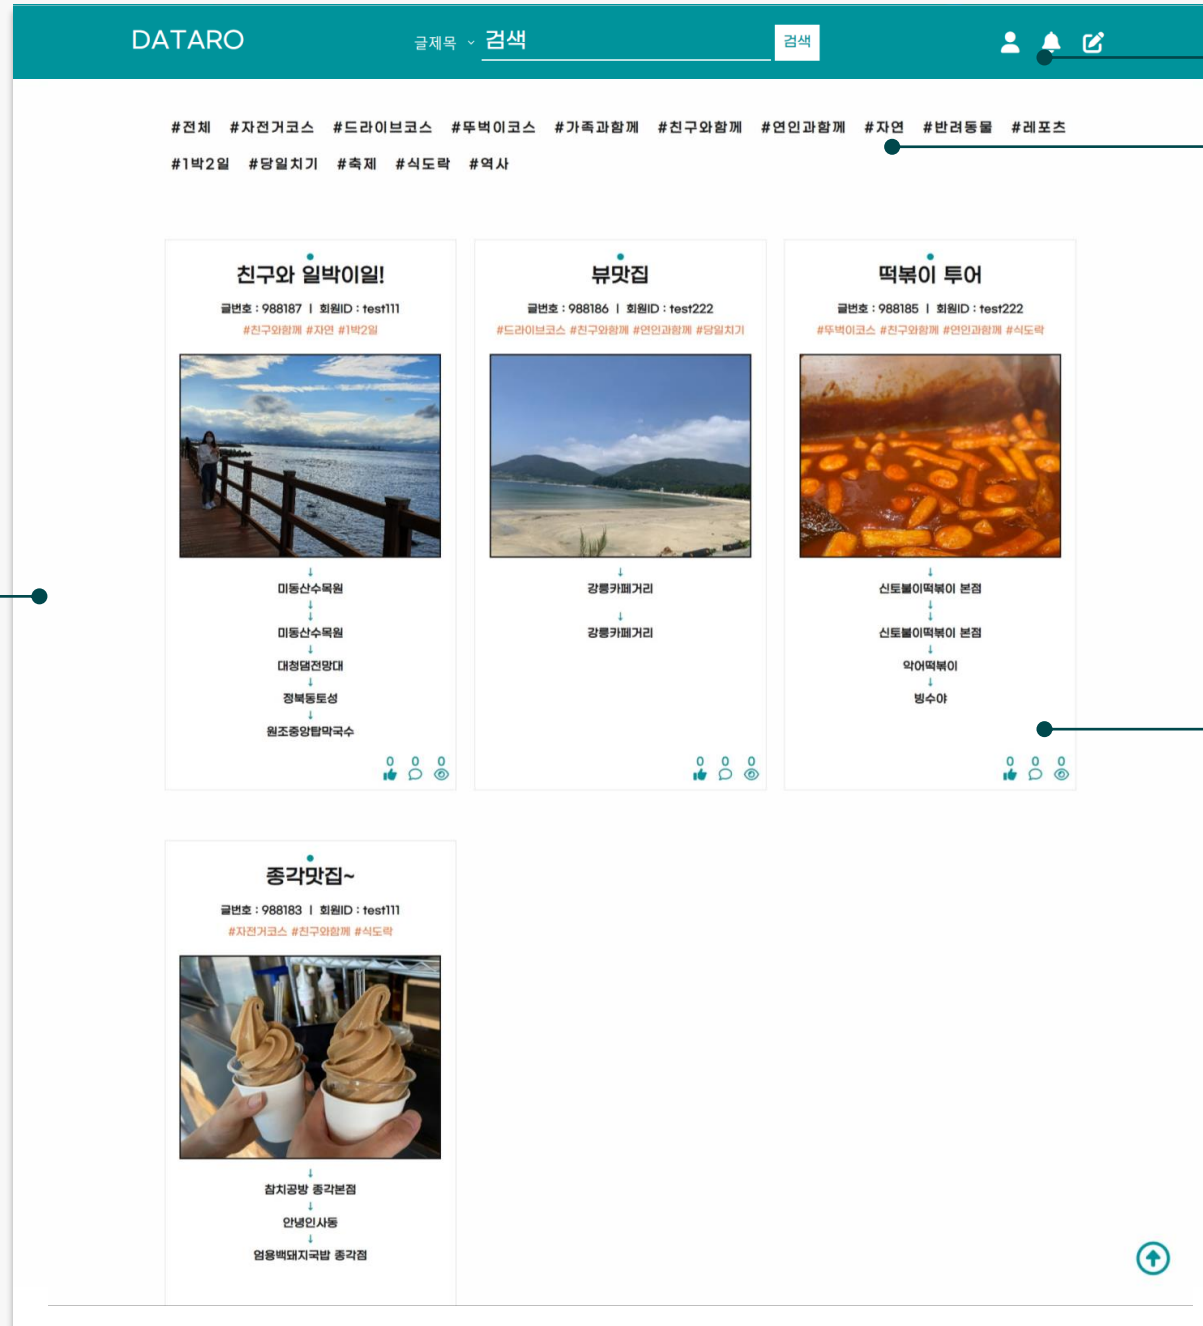 DATARO
글제목 검색 검색
#전체 #자전거코스 #드라이브코스 #뚜벅이코스 #가족과함께 #친구와함께 #연인과함께 #자연 #반려동물 #레포츠
#1박2일 #당일치기 #축제 #식도락 #역사
친구와 일박이일!
글번호 : 988187 | 회원ID : test111
#친구와함께 #자연 #1박2일
↓
미동산수목원
↓
↓
미동산수목원
↓
대청댐전망대
↓
정북동토성
↓
원조중앙탑막국수
0 0 0
뷰맛집
글번호 : 988186 | 회원ID : test222
#드라이브코스 #친구와함께 #연인과함께 #당일치기
↓
강릉카페거리
↓
강릉카페거리
0 0 0
떡볶이 투어
글번호 : 988185 | 회원ID : test222
#뚜벅이코스 #친구와함께 #연인과함께 #식도락
↓
신토불이떡볶이 본점
↓
↓
신토불이떡볶이 본점
↓
악어떡볶이
↓
빙수야
0 0 0
종각맛집~
글번호 : 988183 | 회원ID : test111
#자전거코스 #친구와함께 #식도락
↓
참치공방 종각본점
↓
안녕인사동
↓
엄용백돼지국밥 종각점